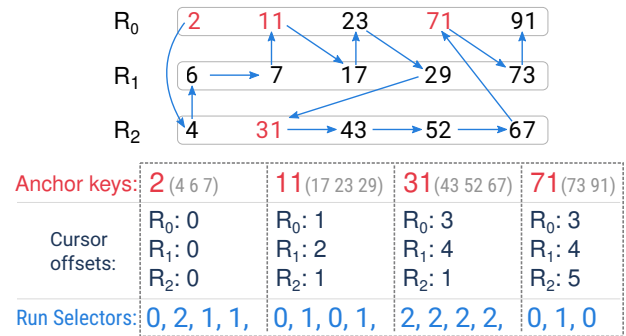 R0 2 11 23 71 91
R1 6 7 17 29 73
R2 4 31 43 52 67
Anchor keys: 2 (4 6 7) 11 (17 23 29) 31 (43 52 67) 71 (73 91)
Cursor offsets:
R0: 0 R0: 1 R0: 3 R0: 3
R1: 0 R1: 2 R1: 4 R1: 4
R2: 0 R2: 1 R2: 1 R2: 5
Run Selectors: 0, 2, 1, 1, 0, 1, 0, 1, 2, 2, 2, 2, 0, 1, 0